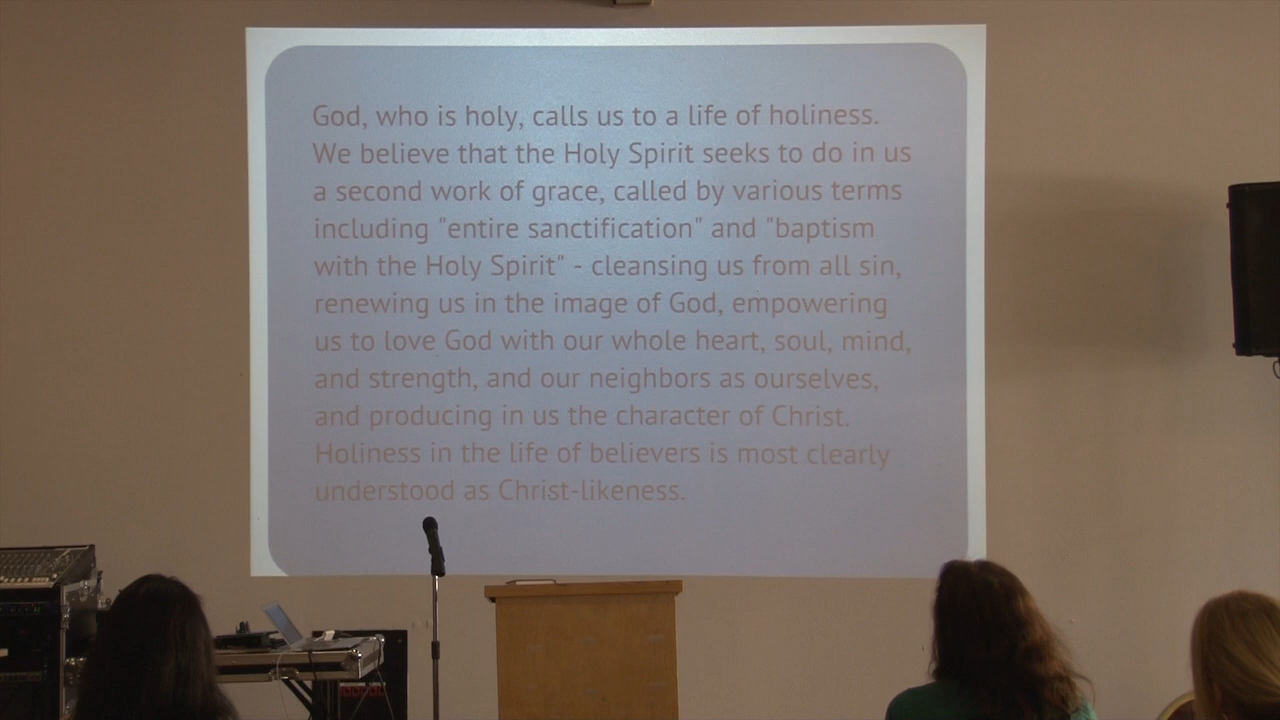 God, who is holy, calls us to a life of holiness.
We believe that the Holy Spirit seeks to do in us
a second work of grace, called by various terms
including "entire sanctification" and "baptism
with the Holy Spirit" - cleansing us from all sin,
renewing us in the image of God, empowering
us to love God with our whole heart, soul, mind,
and strength, and our neighbors as ourselves,
and producing in us the character of Christ.
Holiness in the life of believers is most clearly
understood as Christ-likeness.